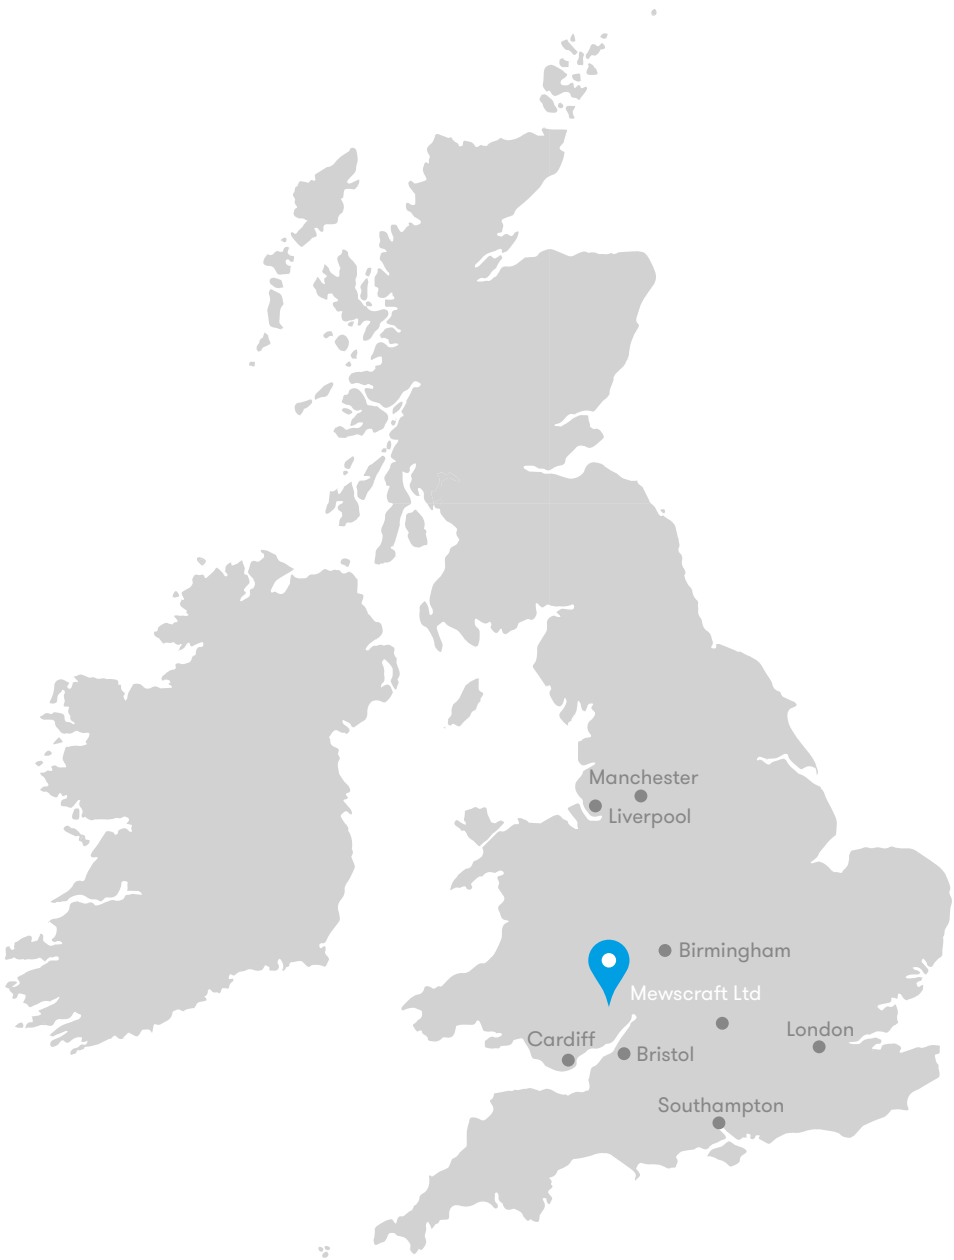 Manchester
Liverpool
Birmingham
Mewscraft Ltd
London
Cardiff
Bristol
Southampton